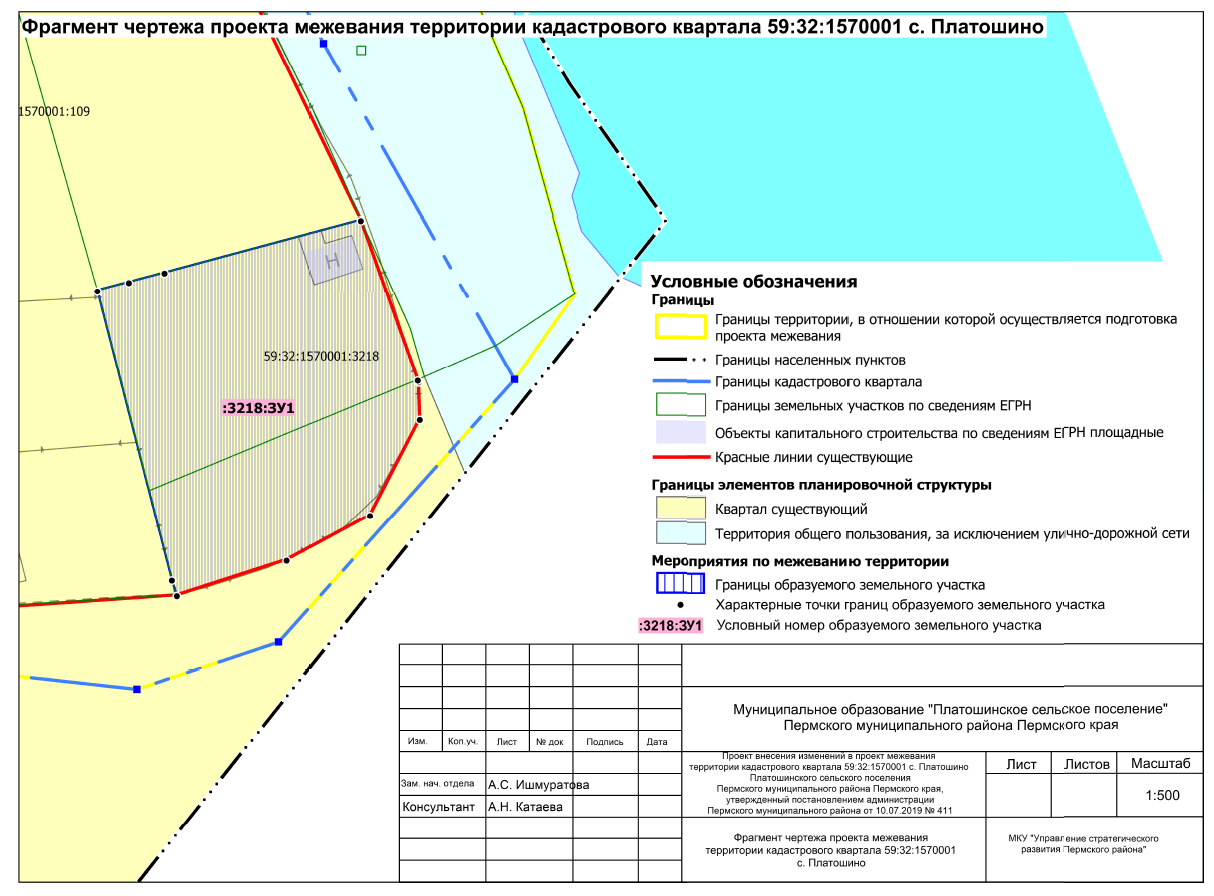 Фрагмент чертежа проекта межевания территории кадастрового квартала 59:32:1570001 с. Платошино
1570001:109
Н
59:32:1570001:3218
:3218:ЗУ1
Условные обозначения
Границы
Границы территории, в отношении которой осуществляется подготовка
проекта межевания
Границы населенных пунктов
Границы кадастрового квартала
Границы земельных участков по сведениям ЕГРН
Объекты капитального строительства по сведениям ЕГРН площадные
Красные линии существующие
Границы элементов планировочной структуры
Квартал существующий
Территория общего пользования, за исключением улично-дорожной сети
Мероприятия по межеванию территории
Границы образуемого земельного участка
Характерные точки границ образуемого земельного участка
:3218:ЗУ1 Условный номер образуемого земельного участка
Муниципальное образование "Платошинское сельское поселение"
Пермского муниципального района Пермского края
Изм. Коп.уч. Лист № док Подпись Дата
Проект внесения изменений в проект межевания
территории кадастрового квартала 59:32:1570001 с. Платошино
Платошинского сельского поселения
Пермского муниципального района Пермского края,
утвержденный постановлением администрации
Пермского муниципального района от 10.07.2019 № 411
Лист Листов Масштаб
1:500
Зам. нач. отдела А.С. Ишмуратова
Консультант А.Н. Катаева
Фрагмент чертежа проекта межевания
территории кадастрового квартала 59:32:1570001
с. Платошино
МКУ "Управление стратегического
развития Пермского района"